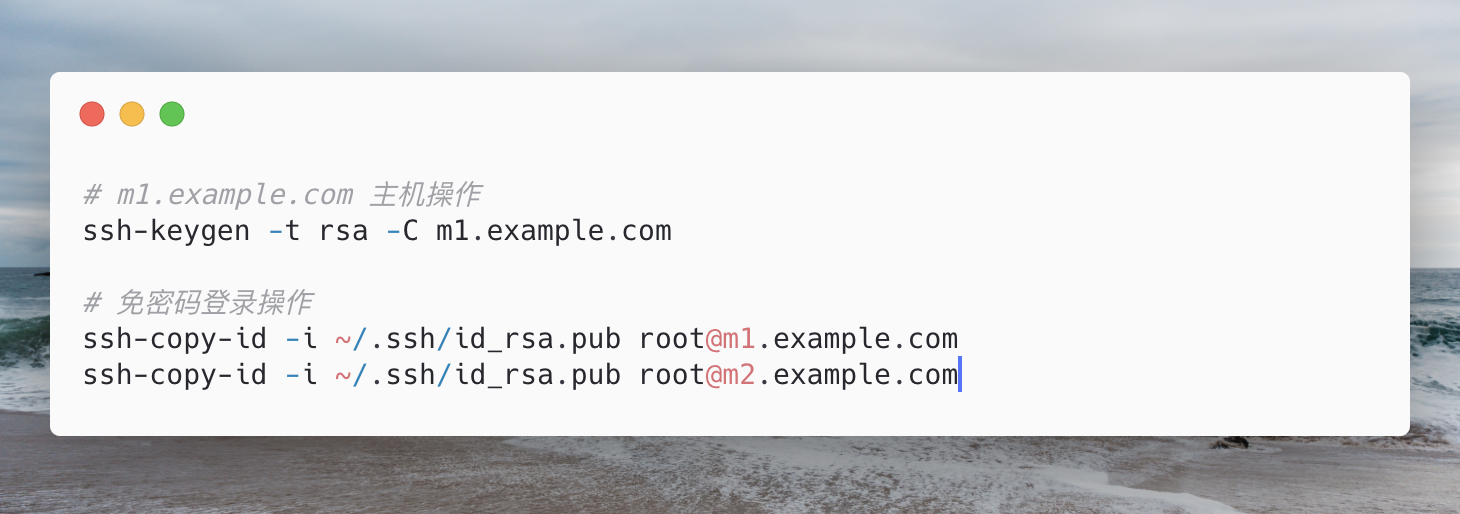 # m1.example.com 主机操作
ssh-keygen -t rsa -C m1.example.com
# 免密码登录操作
ssh-copy-id -i ~/.ssh/id_rsa.pub root@m1.example.com
ssh-copy-id -i ~/.ssh/id_rsa.pub root@m2.example.com